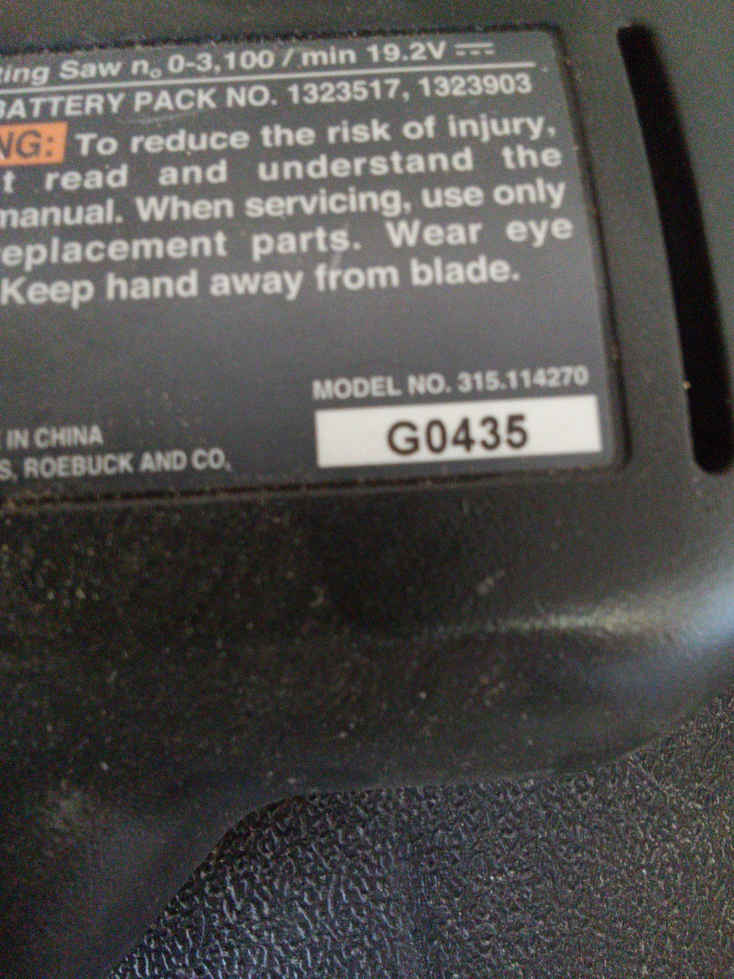 ting Saw n₀ 0-3,100 / min 19.2V
BATTERY PACK NO. 1323517, 1323903
NG: To reduce the risk of injury,
t read and understand the
manual. When servicing, use only
eplacement parts. Wear eye
Keep hand away from blade.
MODEL NO. 315.114270
G0435
IN CHINA
S, ROEBUCK AND CO,